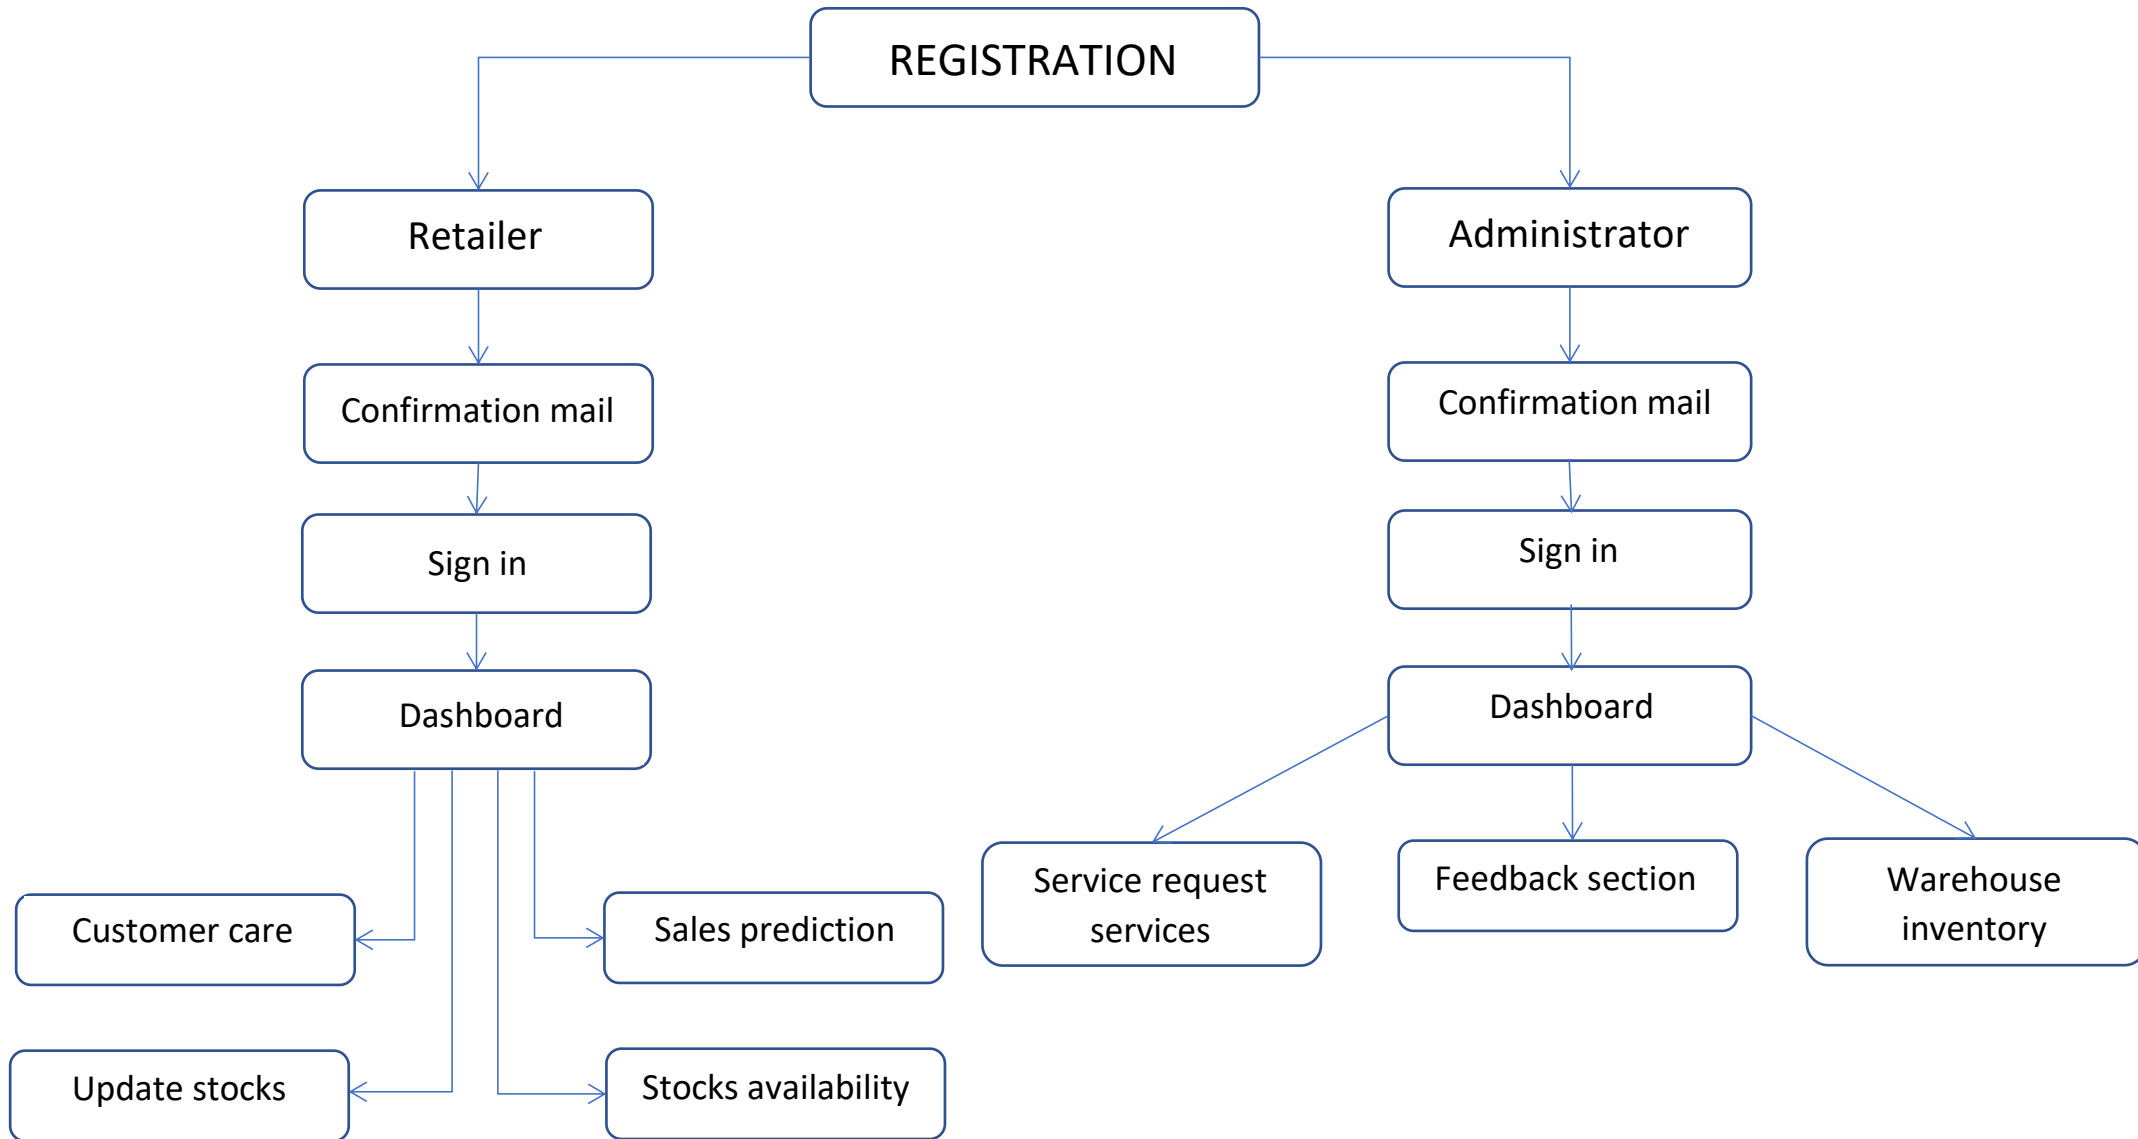 REGISTRATION
Retailer
Administrator
Confirmation mail
Confirmation mail
Sign in
Sign in
Dashboard
Dashboard
Customer care
Sales prediction
Service request
services
Feedback section
Warehouse
inventory
Update stocks
Stocks availability